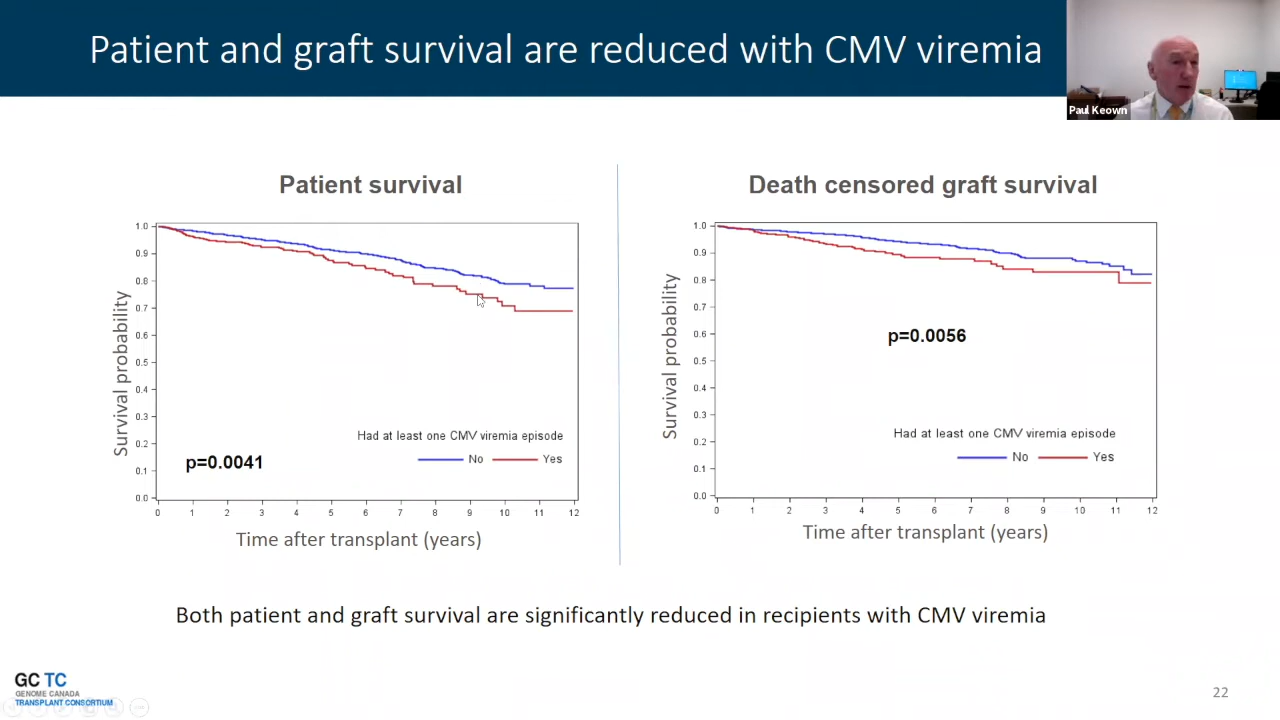 Patient and graft survival are reduced with CMV viremia
Paul Keown
Patient survival
Survival probability
1.0
0.9
0.8
0.7
0.6
0.5
0.4
0.3
0.2
0.1
0.0
Had at least one CMV viremia episode
No Yes
p=0.0041
0 1 2 3 4 5 6 7 8 9 10 11 12
Time after transplant (years)
Death censored graft survival
Survival probability
1.0
0.9
0.8
0.7
0.6
0.5
0.4
0.3
0.2
0.1
0.0
p=0.0056
Had at least one CMV viremia episode
No Yes
0 1 2 3 4 5 6 7 8 9 10 11 12
Time after transplant (years)
Both patient and graft survival are significantly reduced in recipients with CMV viremia
GC TC
GENOME CANADA
TRANSPLANT CONSORTIUM
22